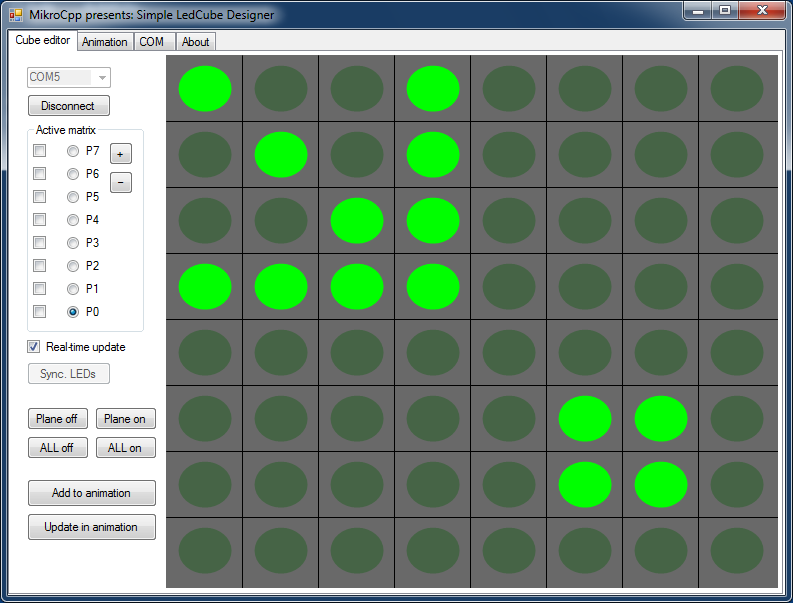 MikroCpp presents: Simple LedCube Designer
Cube editor Animation COM About
COM5
Disconnect
Active matrix
P7 +
P6
P5 -
P4
P3
P2
P1
P0
Real-time update
Sync. LEDs
Plane off Plane on
ALL off ALL on
Add to animation
Update in animation